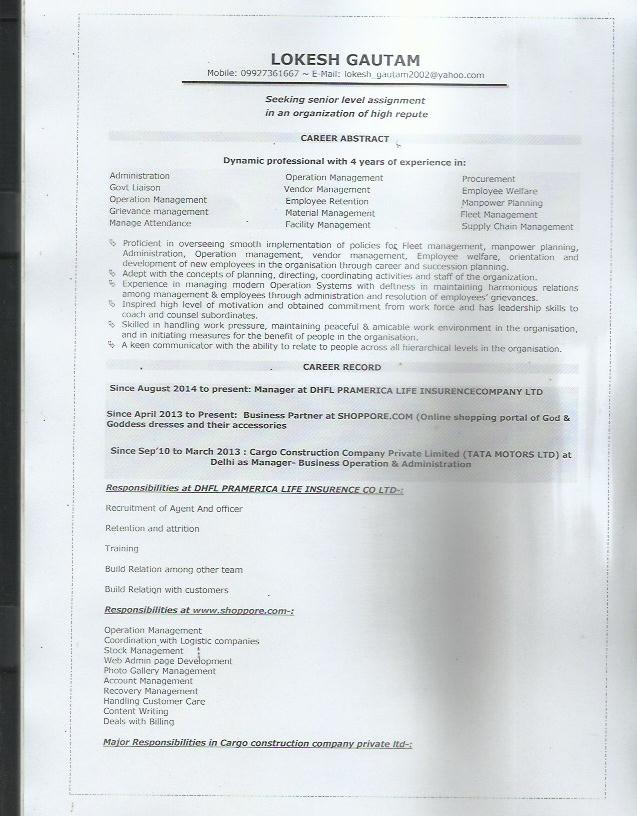 LOKESH GAUTAM
Mobile: 09927361667 ~ E-Mail: lokesh_gautam2002@yahoo.com
Seeking senior level assignment
in an organization of high repute
CAREER ABSTRACT
Dynamic professional with 4 years of experience in:
Administration Operation Management Procurement
Govt Liaison Vendor Management Employee Welfare
Operation Management Employee Retention Manpower Planning
Grievance management Material Management Fleet Management
Manage Attendance Facility Management Supply Chain Management
Proficient in overseeing smooth implementation of policies for Fleet management, manpower planning,
Administration, Operation management, vendor management, Employee welfare, orientation and
development of new employees in the organisation through career and succession planning.
Adept with the concepts of planning, directing, coordinating activities and staff of the organization.
Experience in managing modern Operation Systems with deftness in maintaining harmonious relations
among management & employees through administration and resolution of employees' grievances.
Inspired high level of motivation and obtained commitment from work force and has leadership skills to
coach and counsel subordinates.
Skilled in handling work pressure, maintaining peaceful & amicable work environment in the organisation,
and in initiating measures for the benefit of people in the organisation.
A keen communicator with the ability to relate to people across all hierarchical levels in the organisation.
CAREER RECORD
Since August 2014 to present: Manager at DHFL PRAMERICA LIFE INSURENCECOMPANY LTD
Since April 2013 to Present: Business Partner at SHOPPORE.COM (Online shopping portal of God &
Goddess dresses and their accessories
Since Sep'10 to March 2013 : Cargo Construction Company Private Limited (TATA MOTORS LTD) at
Delhi as Manager- Business Operation & Administration
Responsibilities at DHFL PRAMERICA LIFE INSURENCE CO LTD-:
Recruitment of Agent And officer
Retention and attrition
Training
Build Relation among other team
Build Relation with customers
Responsibilities at www.shoppore.com-:
Operation Management
Coordination with Logistic companies
Stock Management
Web Admin page Development
Photo Gallery Management
Account Management
Recovery Management
Handling Customer Care
Content Writing
Deals with Billing
Major Responsibilities in Cargo construction company private ltd-: